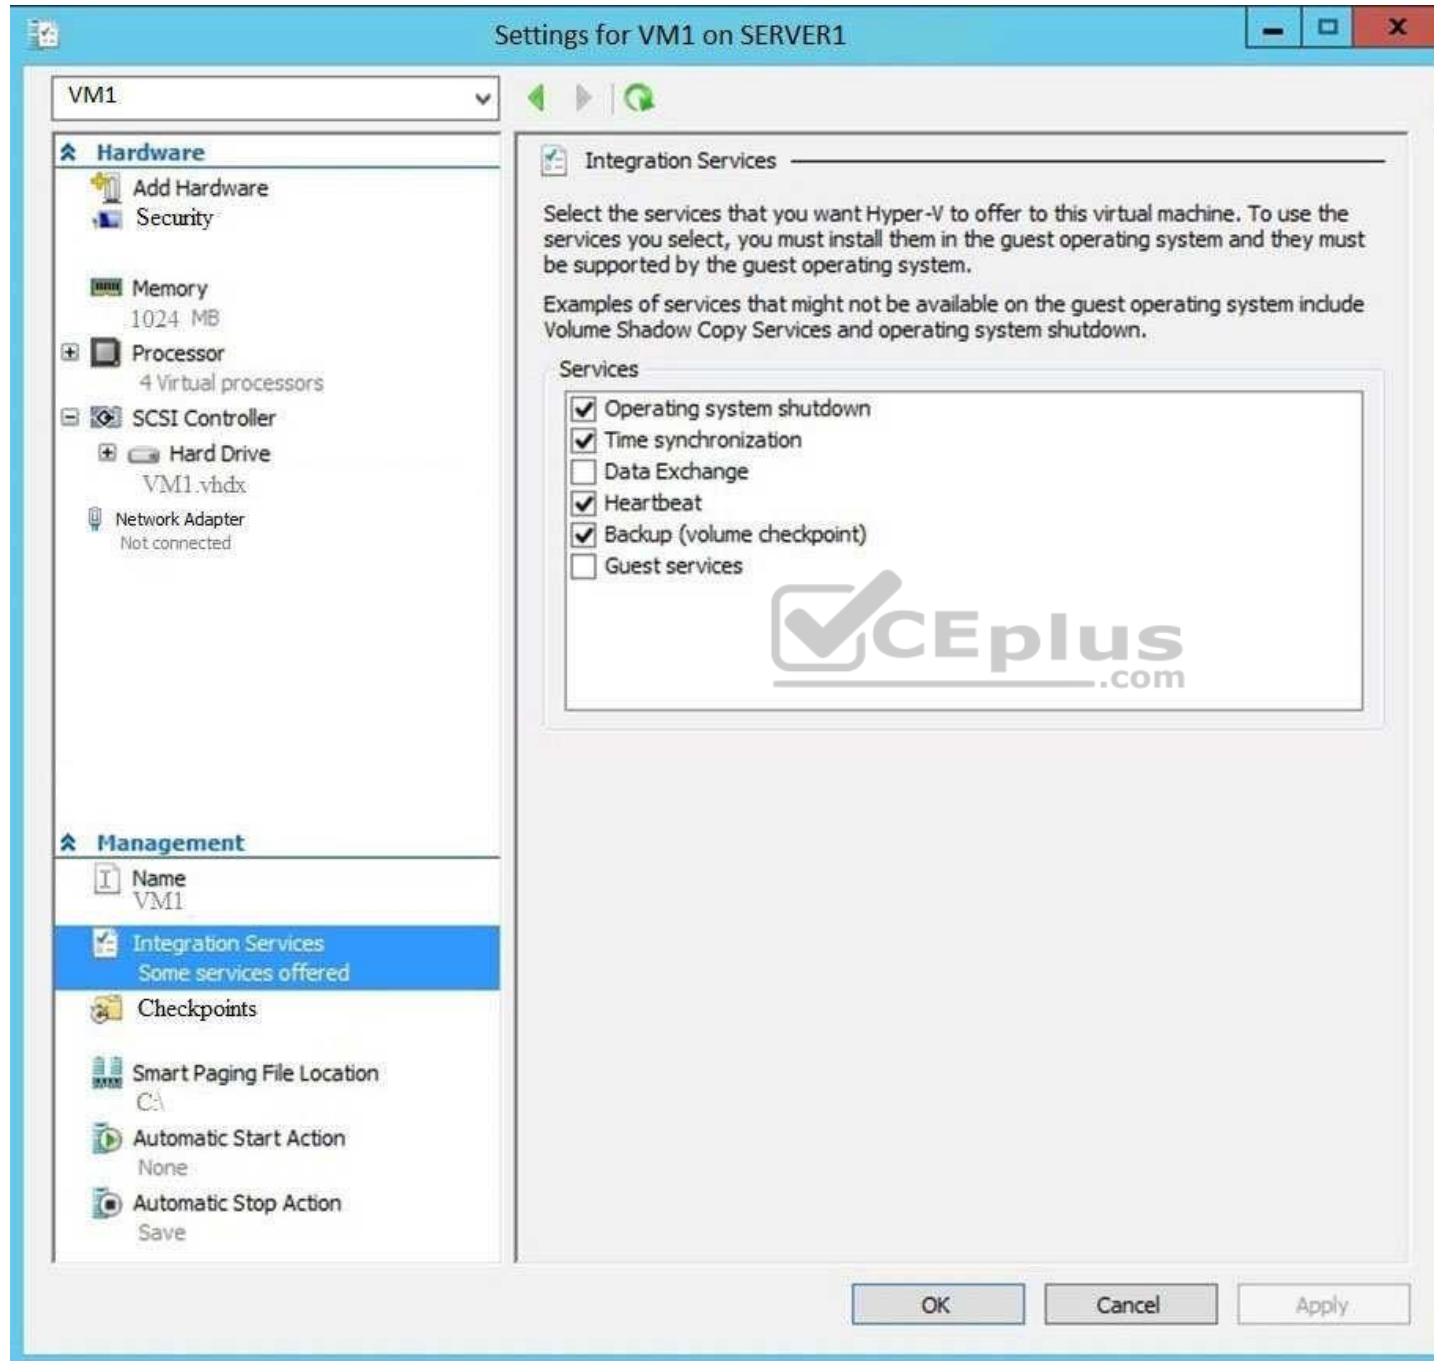 Settings for VM1 on SERVER1
VM1
Hardware
Add Hardware
Security
Memory
1024 MB
Processor
4 Virtual processors
SCSI Controller
Hard Drive
VM1.vhdx
Network Adapter
Not connected
Management
Name
VM1
Integration Services
Some services offered
Checkpoints
Smart Paging File Location
C:\
Automatic Start Action
None
Automatic Stop Action
Save
Integration Services
Select the services that you want Hyper-V to offer to this virtual machine. To use the
services you select, you must install them in the guest operating system and they must
be supported by the guest operating system.
Examples of services that might not be available on the guest operating system include
Volume Shadow Copy Services and operating system shutdown.
Services
Operating system shutdown
Time synchronization
Data Exchange
Heartbeat
Backup (volume checkpoint)
Guest services
CEplus
.com
OK
Cancel
Apply